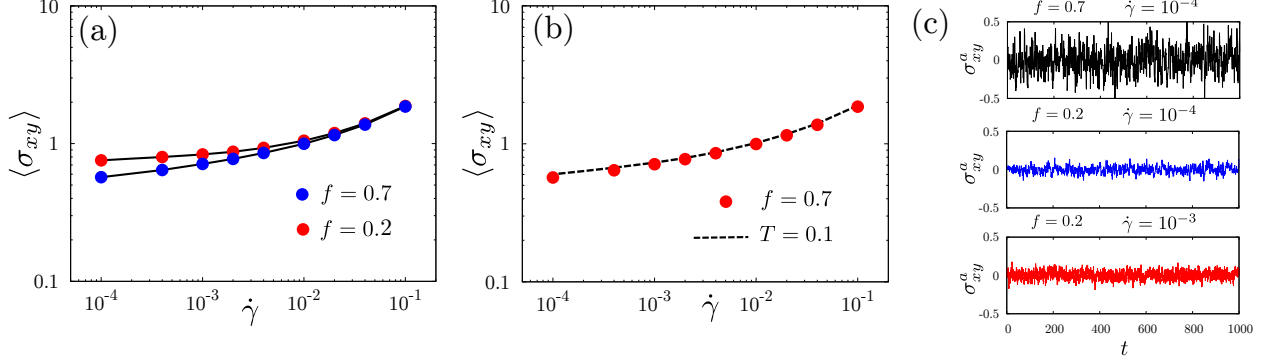 (a)
10
1
0.1
⟨σ_xy⟩
f = 0.7
f = 0.2
10^-4
10^-3
10^-2
10^-1
γ̇
(b)
10
1
0.1
⟨σ_xy⟩
f = 0.7
T = 0.1
10^-4
10^-3
10^-2
10^-1
γ̇
(c)
f = 0.7 γ̇ = 10^-4
0.5
0
-0.5
σ^a_xy
f = 0.2 γ̇ = 10^-4
0.5
0
-0.5
σ^a_xy
f = 0.2 γ̇ = 10^-3
0.5
0
-0.5
σ^a_xy
0 200 400 600 800 1000
t